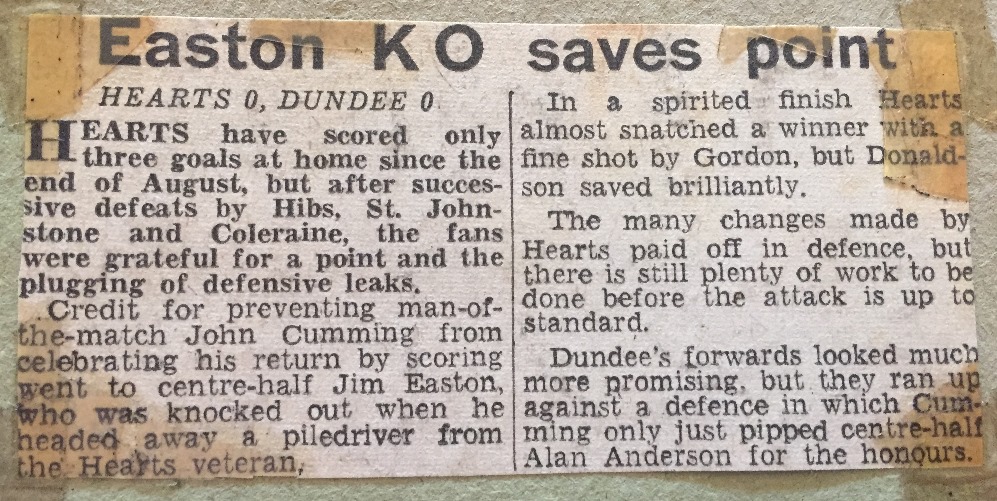 Easton KO saves point
HEARTS 0, DUNDEE 0
HEARTS have scored only
three goals at home since the
end of August, but after succes-
sive defeats by Hibs, St. John-
stone and Coleraine, the fans
were grateful for a point and the
plugging of defensive leaks.
Credit for preventing man-of-
the-match John Cumming from
celebrating his return by scoring
went to centre-half Jim Easton,
who was knocked out when he
headed away a piledriver from
the Hearts veteran,
In a spirited finish Hearts
almost snatched a winner with a
fine shot by Gordon, but Donald-
son saved brilliantly.
The many changes made by
Hearts paid off in defence, but
there is still plenty of work to be
done before the attack is up to
standard.
Dundee's forwards looked much
more promising, but they ran up
against a defence in which Cum-
ming only just pipped centre-half
Alan Anderson for the honours.